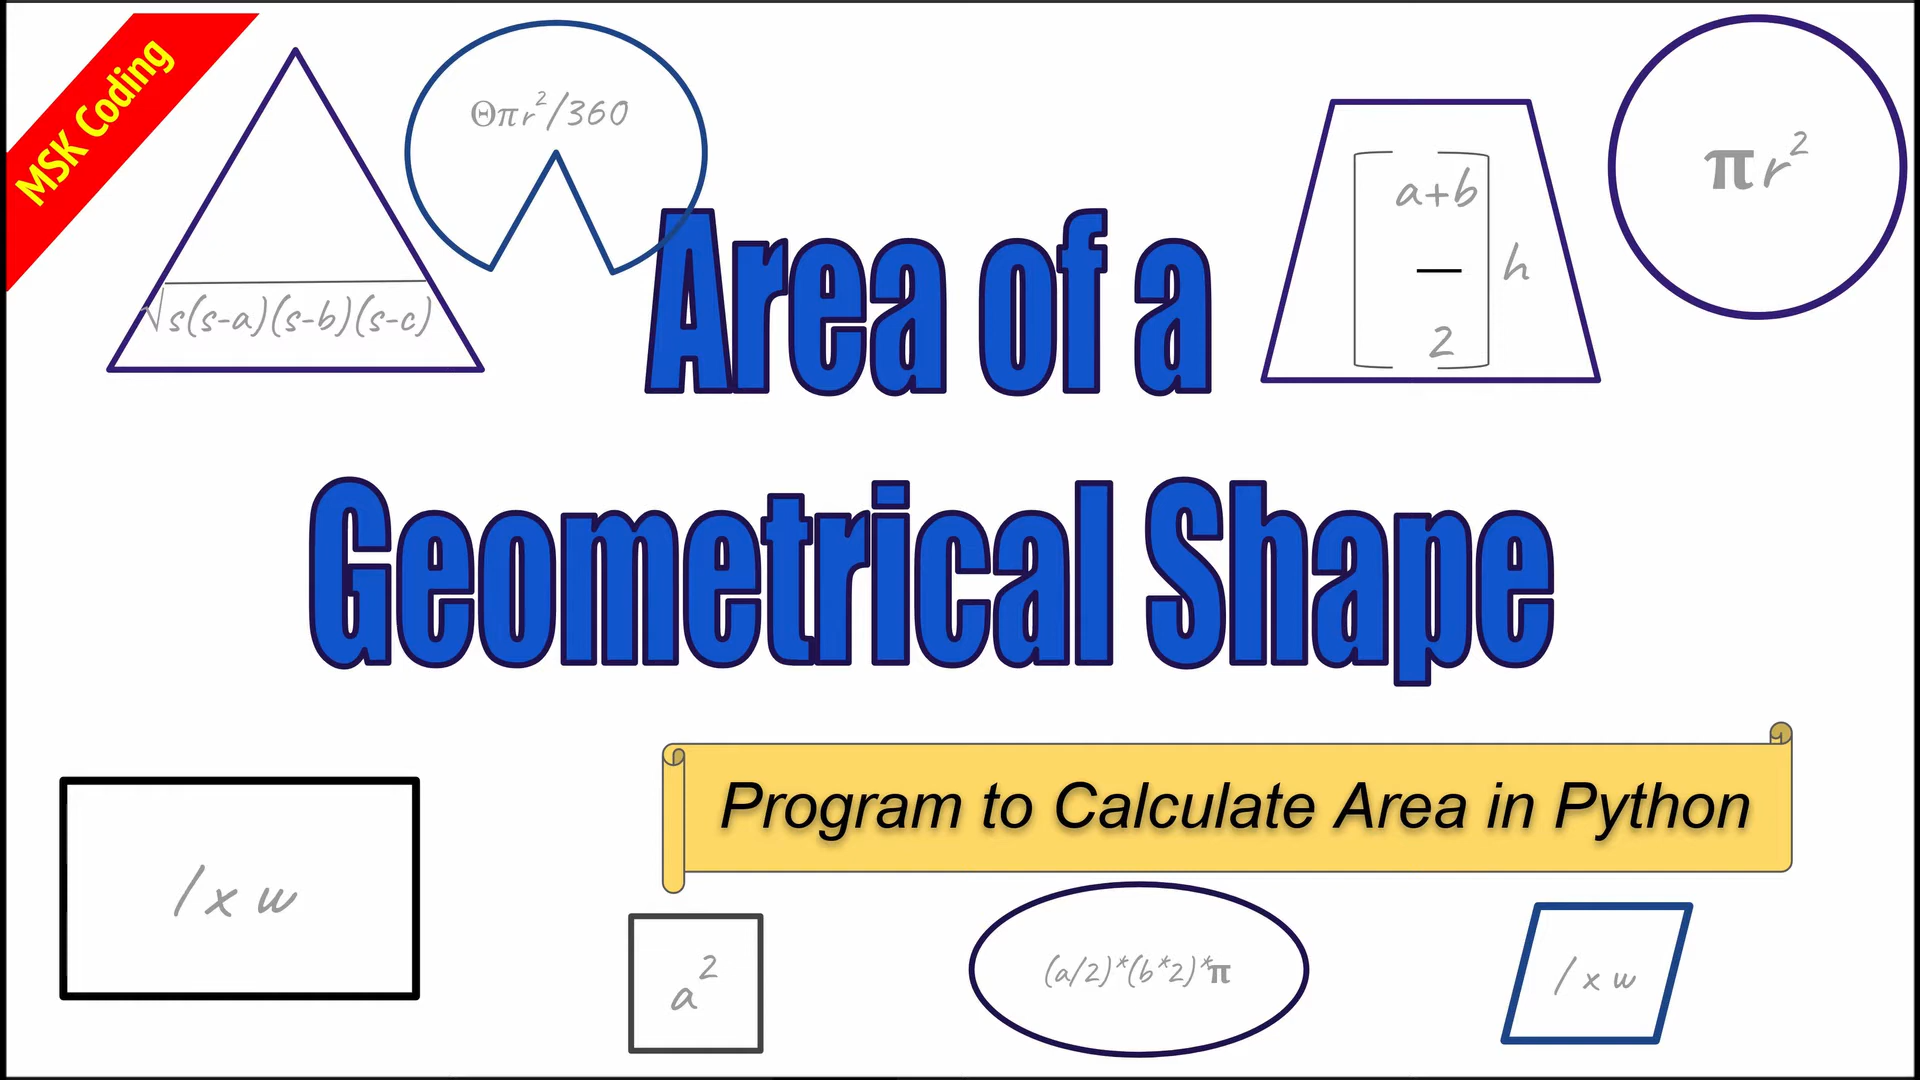 MSK Coding
Θπr²/360
√s(s-a)(s-b)(s-c)
a+b
2
h
πr²
Area of a
Geometrical Shape
Program to Calculate Area in Python
l x w
a²
(a/2)*(b*2)*π
l x w